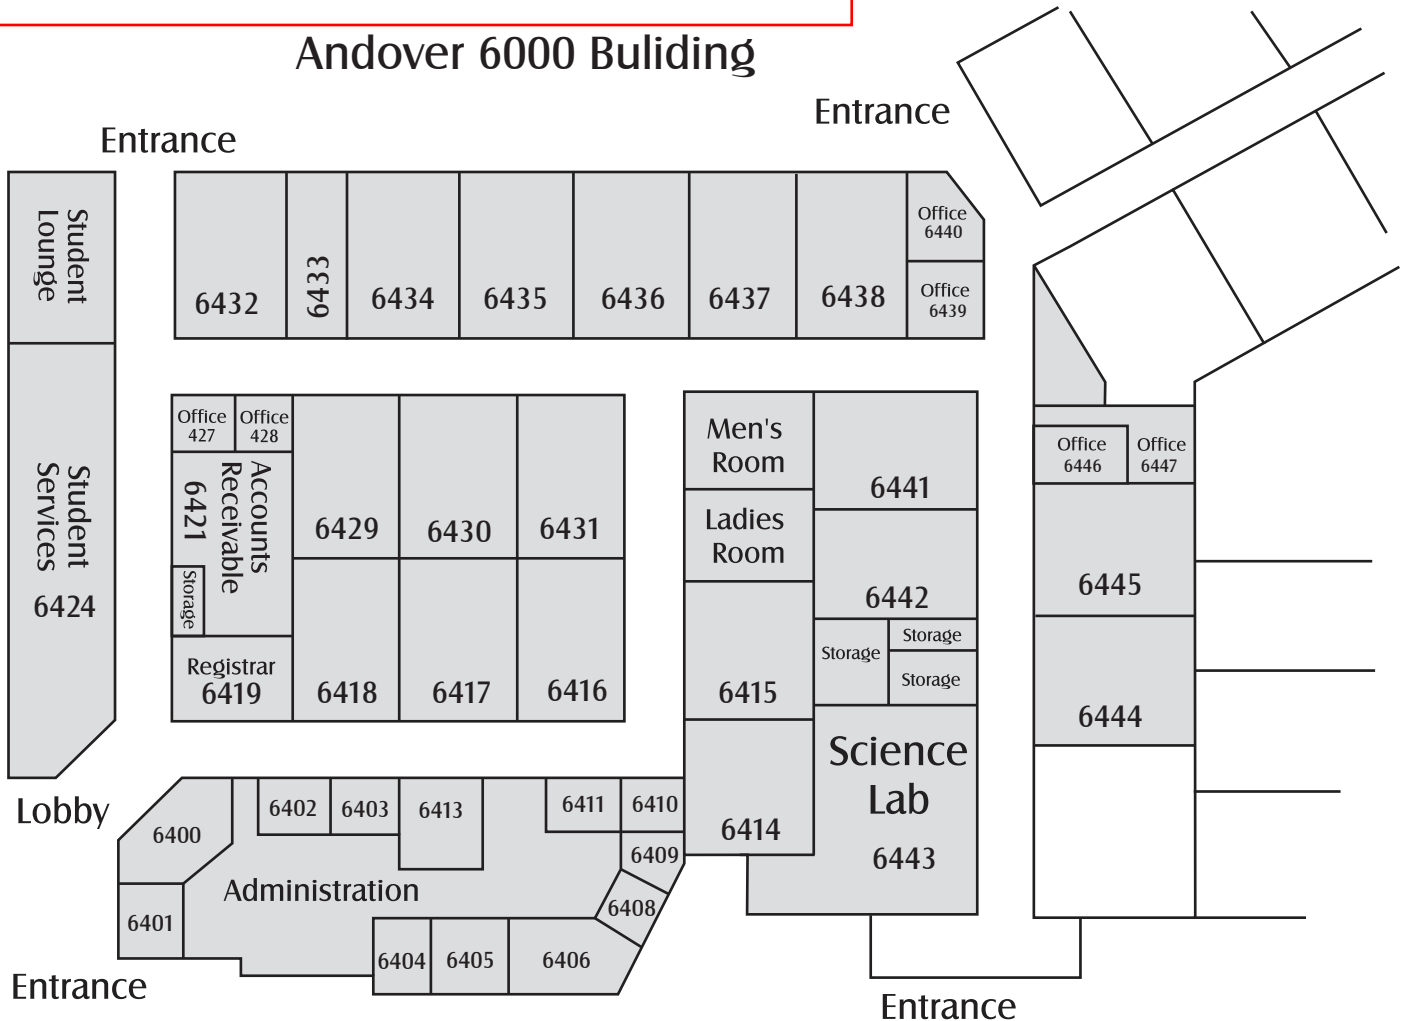 Andover 6000 Buliding
Entrance
Entrance
Student
Lounge
6432
6433
6434
6435
6436
6437
6438
Office
6440
Office
6439
Student
Services
6424
Office
427
Office
428
Accounts
Receivable
6421
Storage
Registrar
6419
6429
6430
6431
6418
6417
6416
Men's
Room
Ladies
Room
6415
6414
6441
6442
Storage
Storage
Storage
Science
Lab
6443
Office
6446
Office
6447
6445
6444
Lobby
6400
6401
6402
6403
6413
6411
6410
6409
6408
Administration
6404
6405
6406
Entrance
Entrance